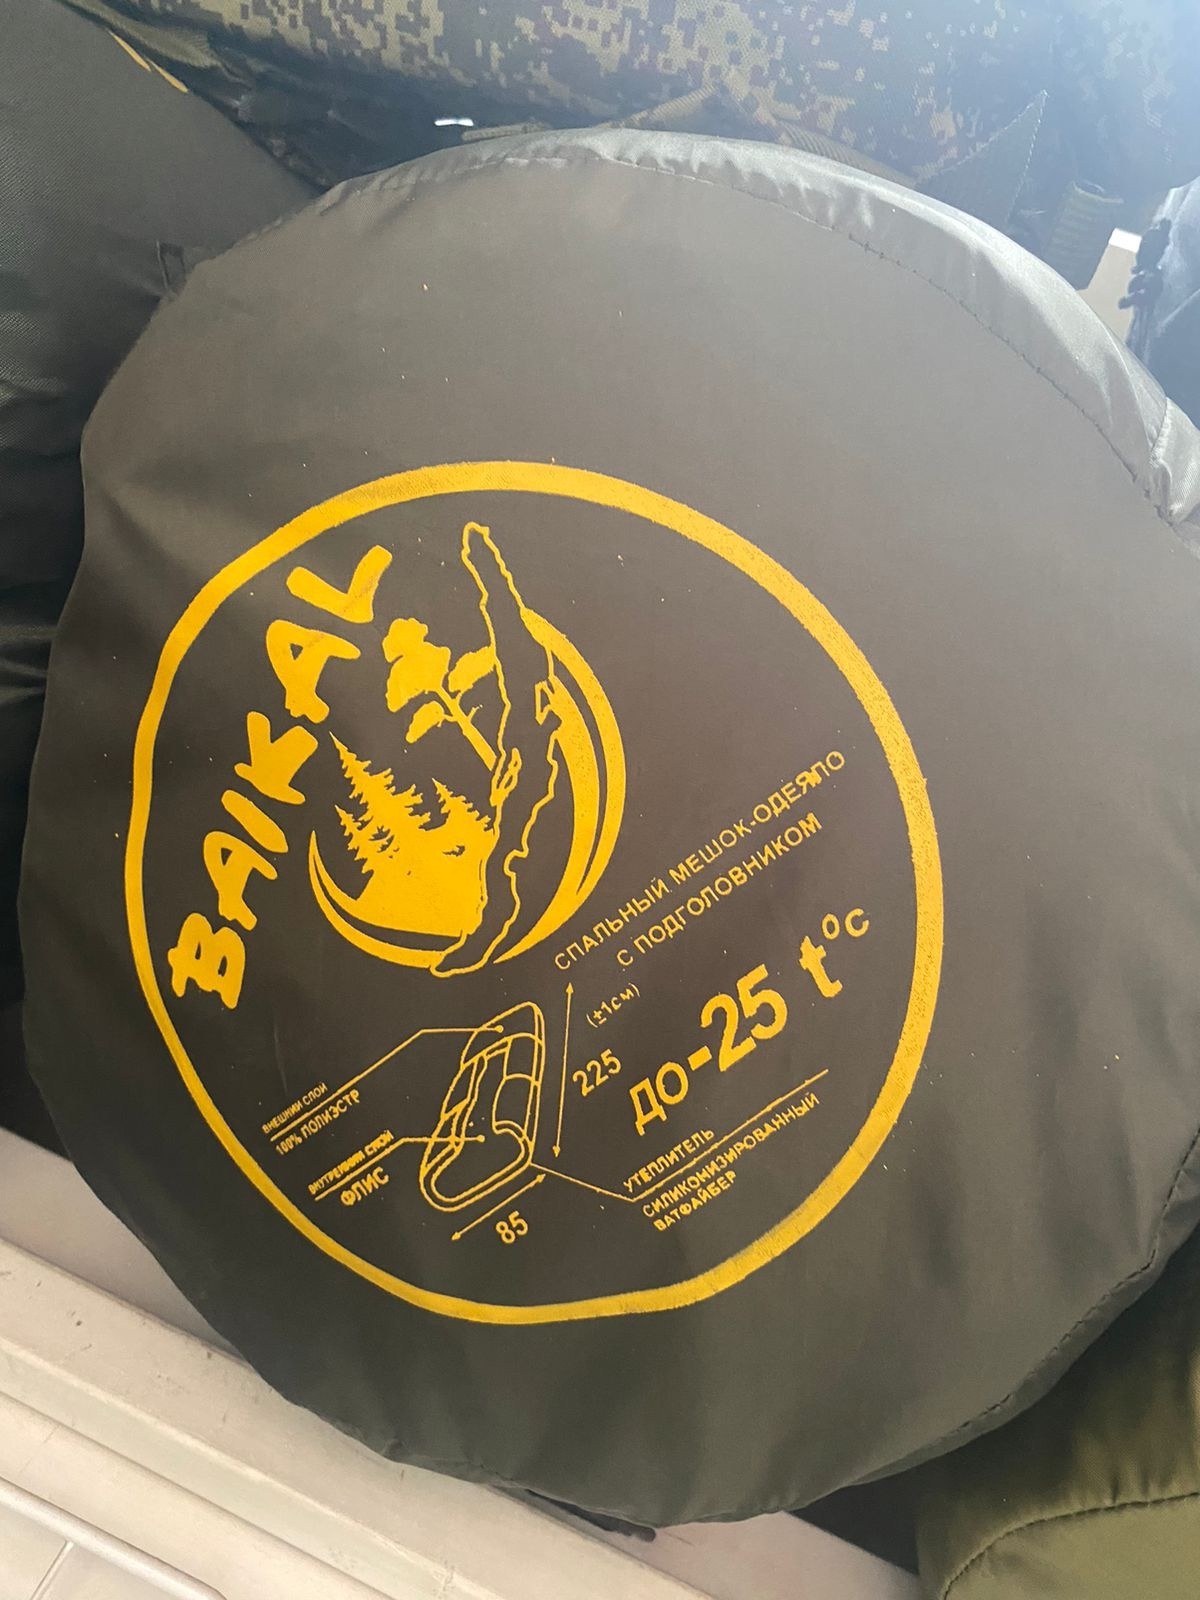 BAIKAL
СПАЛЬНЫЙ МЕШОК-ОДЕЯЛО
С ПОДГОЛОВНИКОМ
(±1см)
225
ДО-25 t°c
ВНЕШНИЙ СЛОЙ
100% ПОЛИЭСТР
ВНУТРЕННИЙ СЛОЙ
ФЛИС
85
УТЕПЛИТЕЛЬ
СИЛИКОНИЗИРОВАННЫЙ
ВАТФАЙБЕР